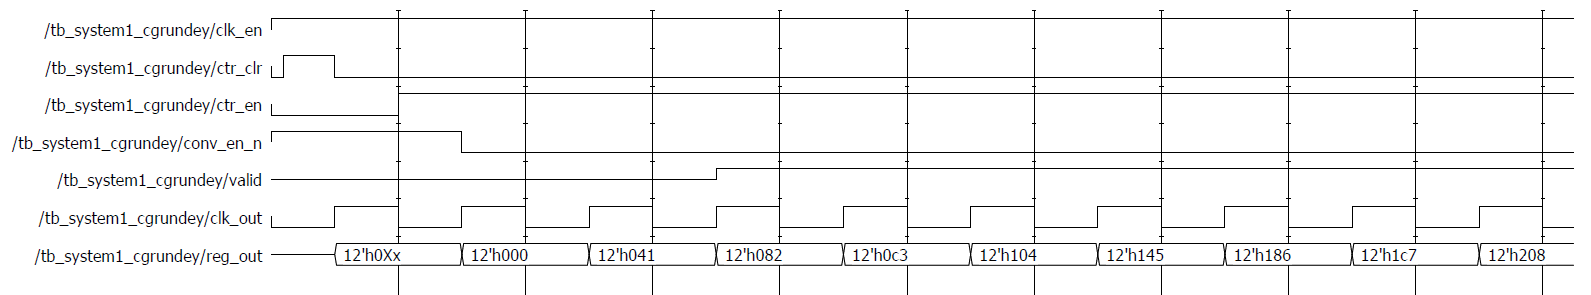 /tb_system1_cgrundey/clk_en
/tb_system1_cgrundey/ctr_clr
/tb_system1_cgrundey/ctr_en
/tb_system1_cgrundey/conv_en_n
/tb_system1_cgrundey/valid
/tb_system1_cgrundey/clk_out
/tb_system1_cgrundey/reg_out 12'h0Xx 12'h000 12'h041 12'h082 12'h0c3 12'h104 12'h145 12'h186 12'h1c7 12'h208